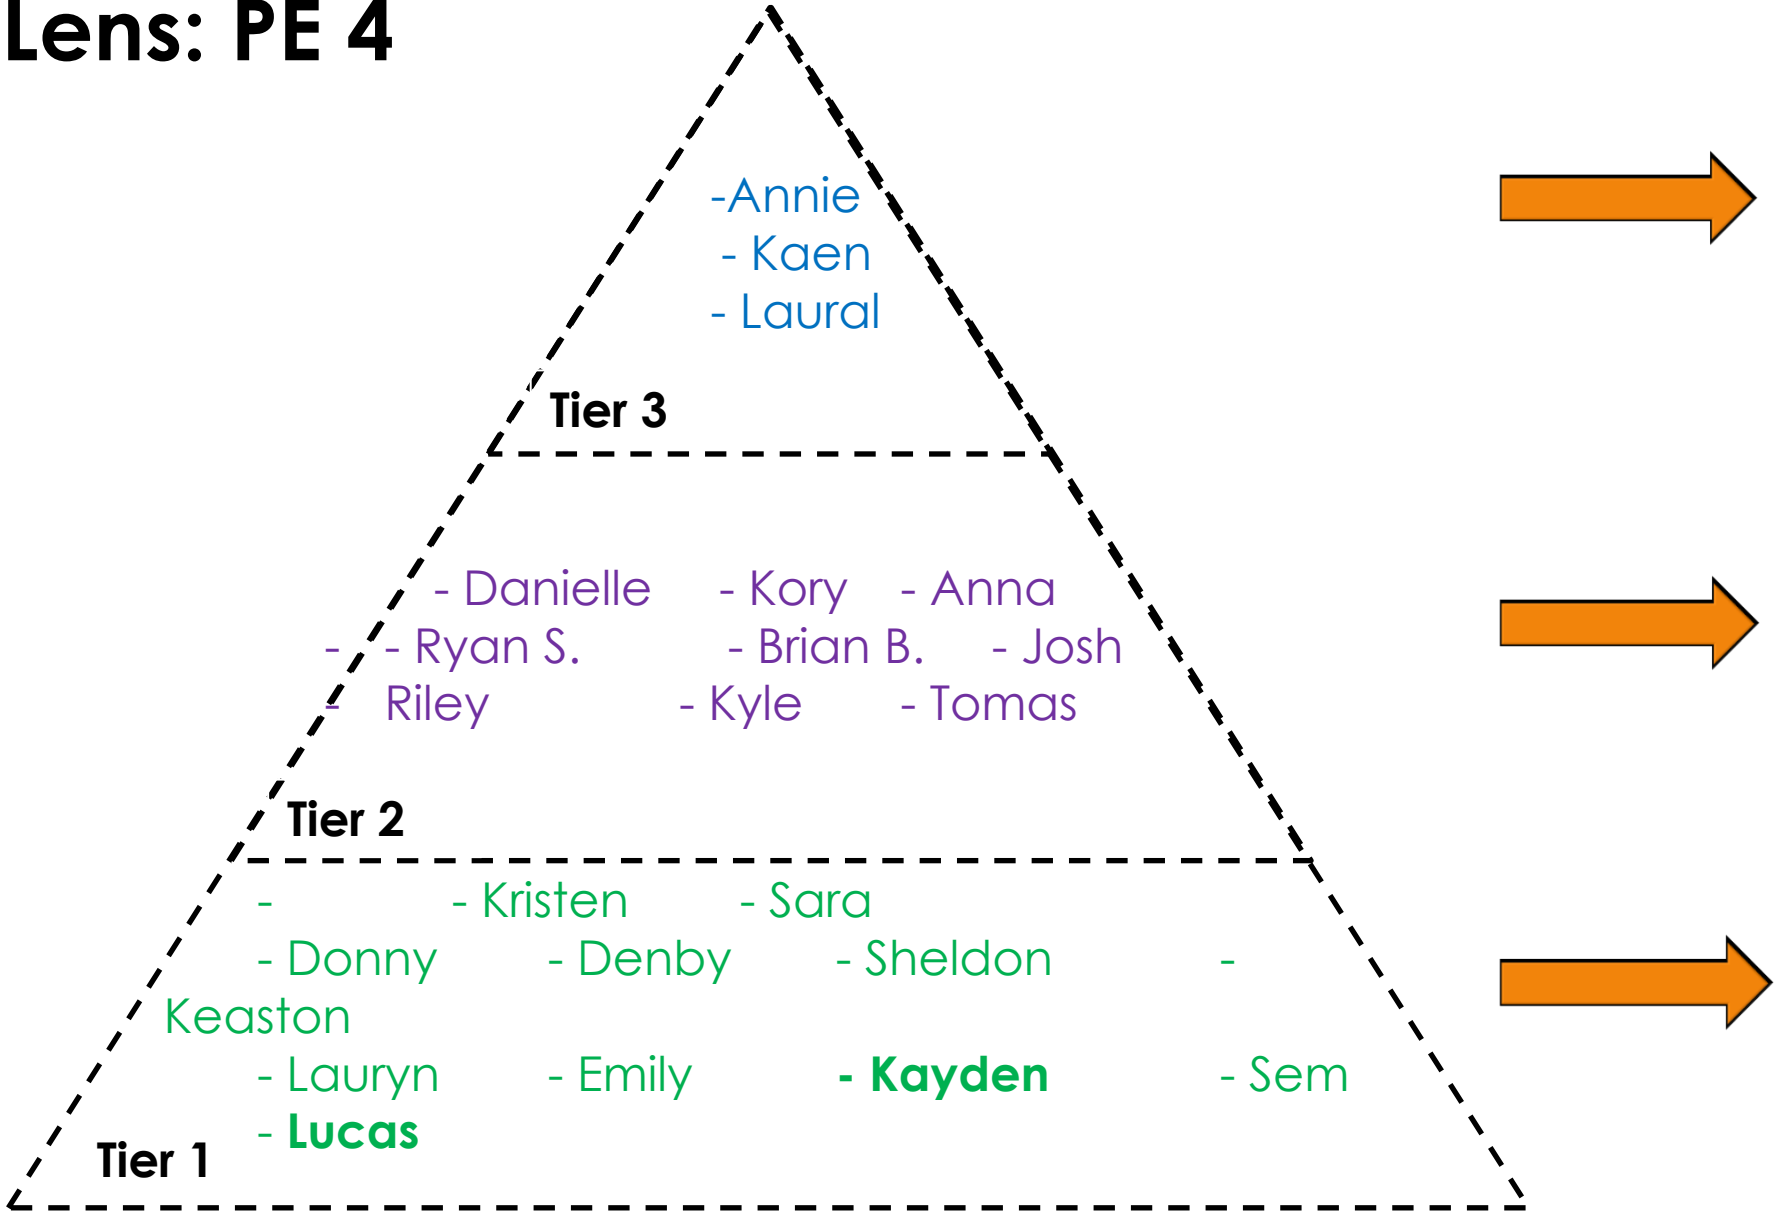 Lens: PE 4
-Annie
- Kaen
- Laural
Tier 3
- Danielle - Kory - Anna
- - Ryan S. - Brian B. - Josh
- Riley - Kyle - Tomas
Tier 2
- - Kristen - Sara
- Donny - Denby - Sheldon -
Keaston
- Lauryn - Emily - Kayden - Sem
- Lucas
Tier 1